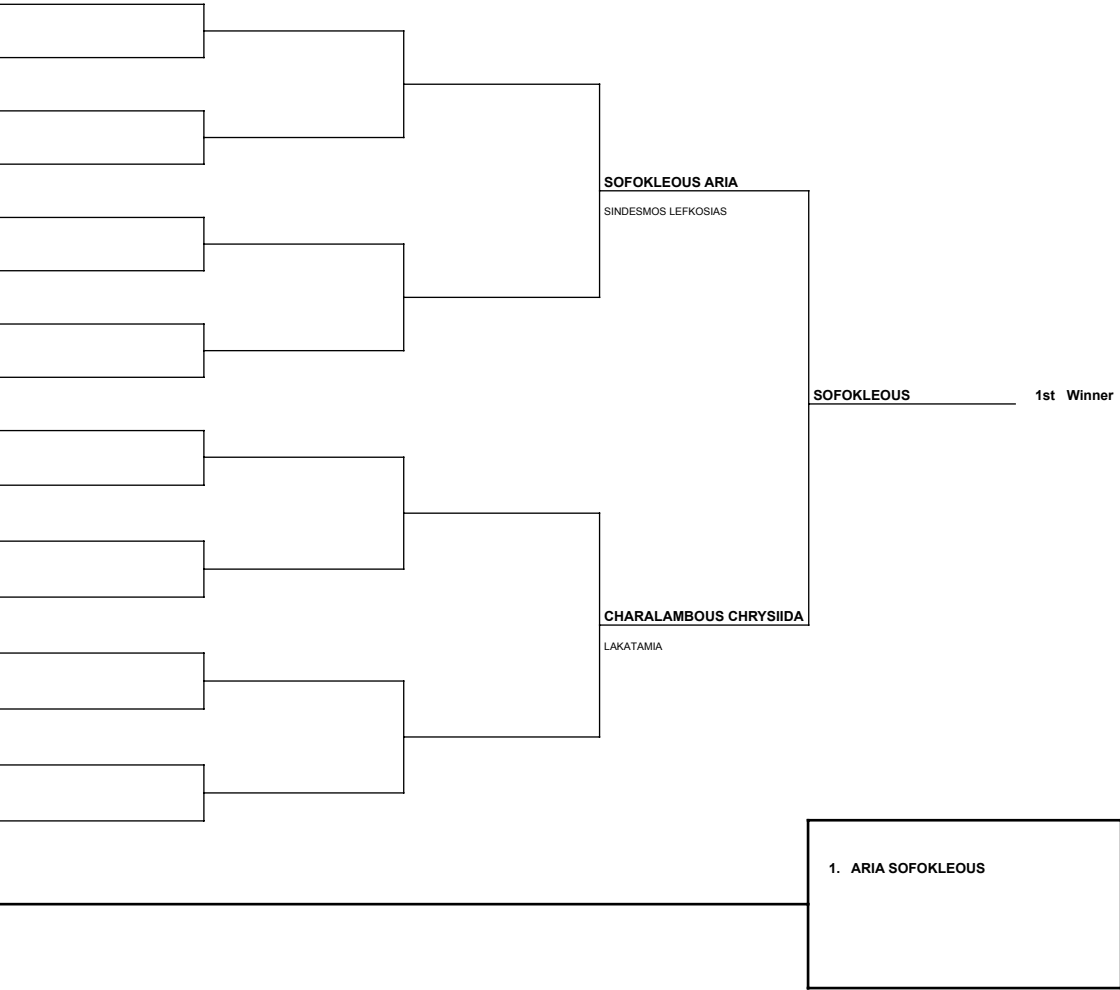 SOFOKLEOUS ARIA
SINDESMOS LEFKOSIAS
SOFOKLEOUS
1st Winner
CHARALAMBOUS CHRYSIIDA
LAKATAMIA
1. ARIA SOFOKLEOUS